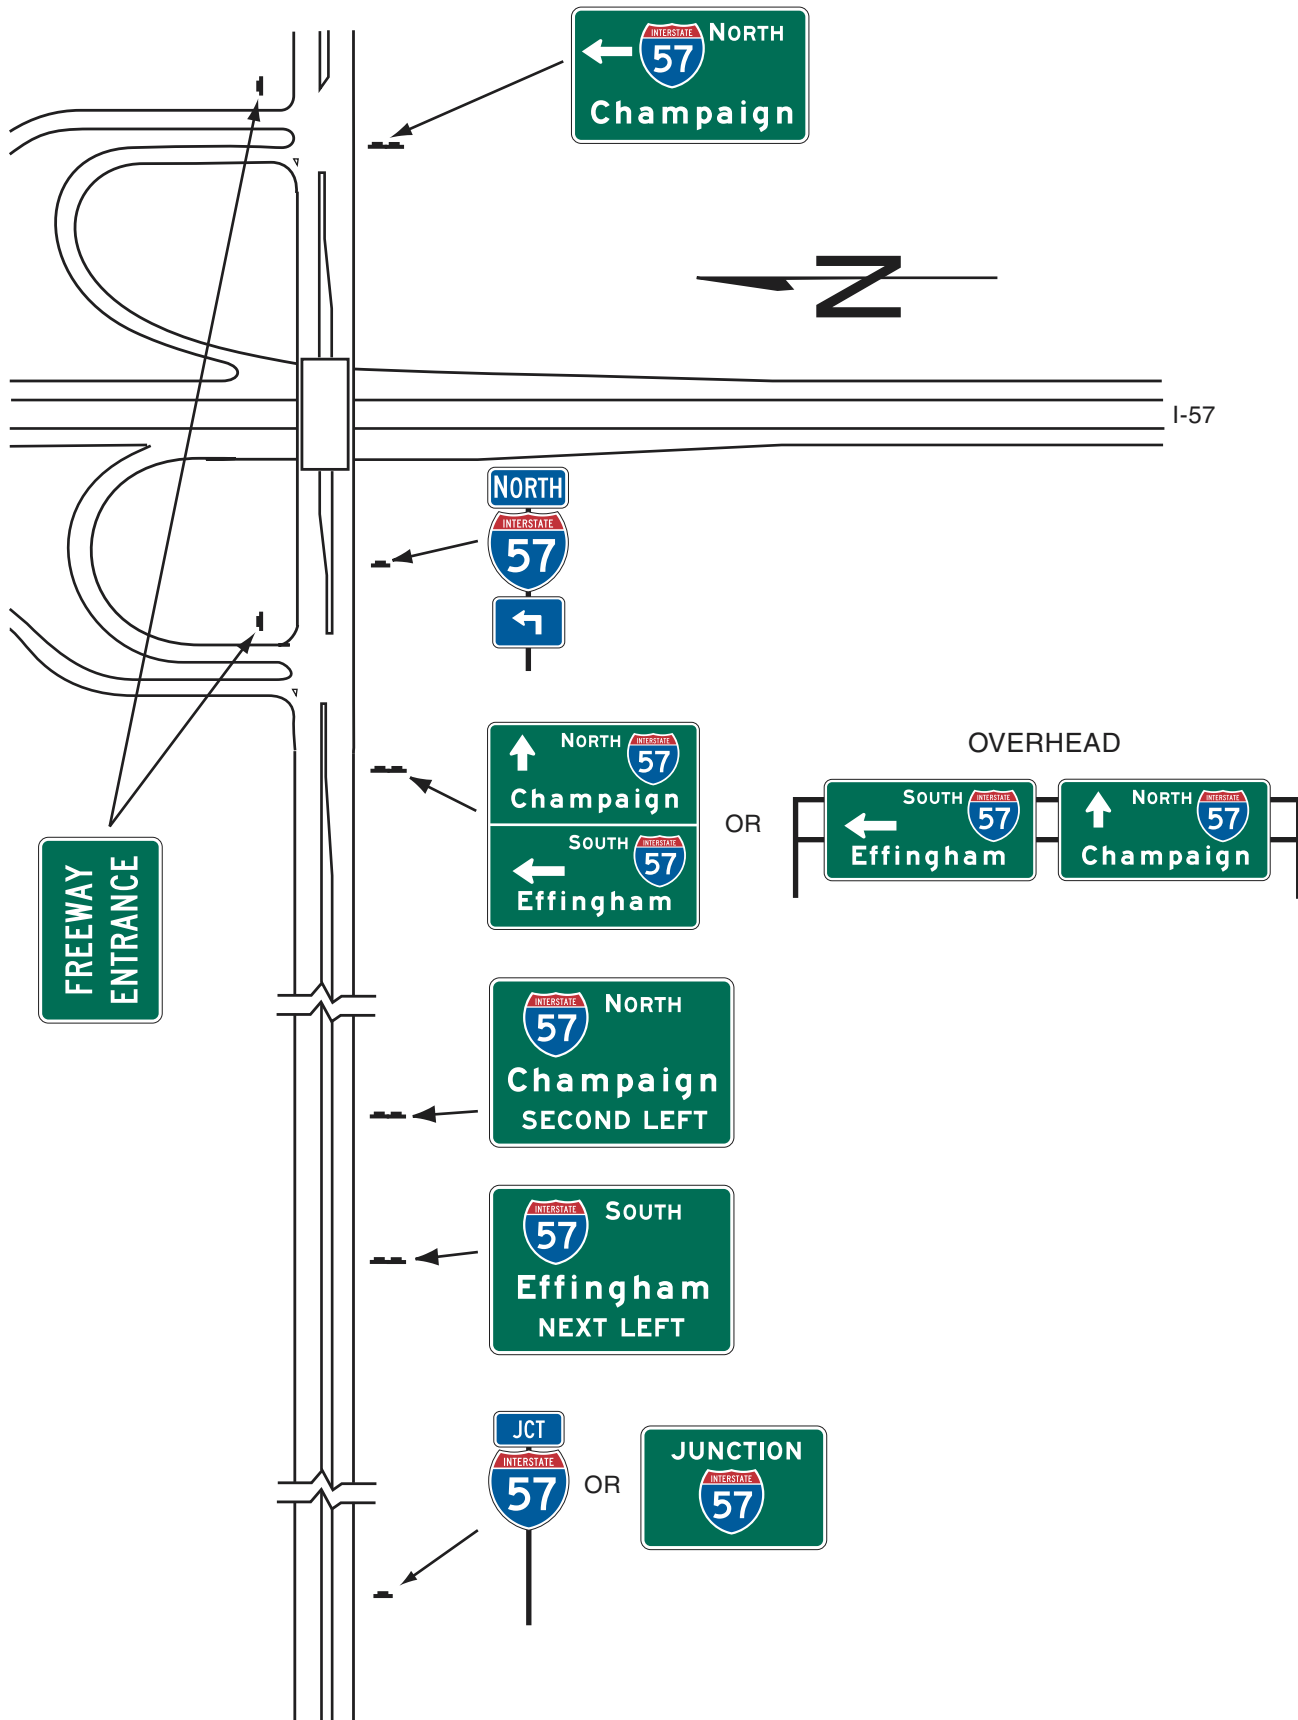 INTERSTATE
57
NORTH
Champaign
N
I-57
NORTH
INTERSTATE
57
NORTH
INTERSTATE
57
Champaign
SOUTH
INTERSTATE
57
Effingham
OR
OVERHEAD
SOUTH
INTERSTATE
57
Effingham
NORTH
INTERSTATE
57
Champaign
FREEWAY
ENTRANCE
INTERSTATE
57
NORTH
Champaign
SECOND LEFT
INTERSTATE
57
SOUTH
Effingham
NEXT LEFT
JCT
INTERSTATE
57
OR
JUNCTION
INTERSTATE
57